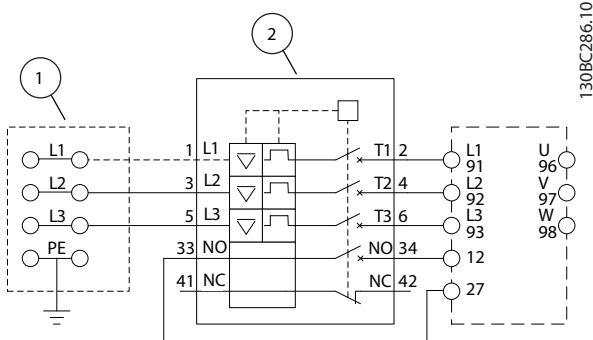 130BC286.10
2
1
L1 1 L1 T1 2 L1 91 U 96
L2 3 L2 T2 4 L2 92 V 97
L3 5 L3 T3 6 L3 93 W 98
PE 33 NO NO 34 12
41 NC NC 42 27